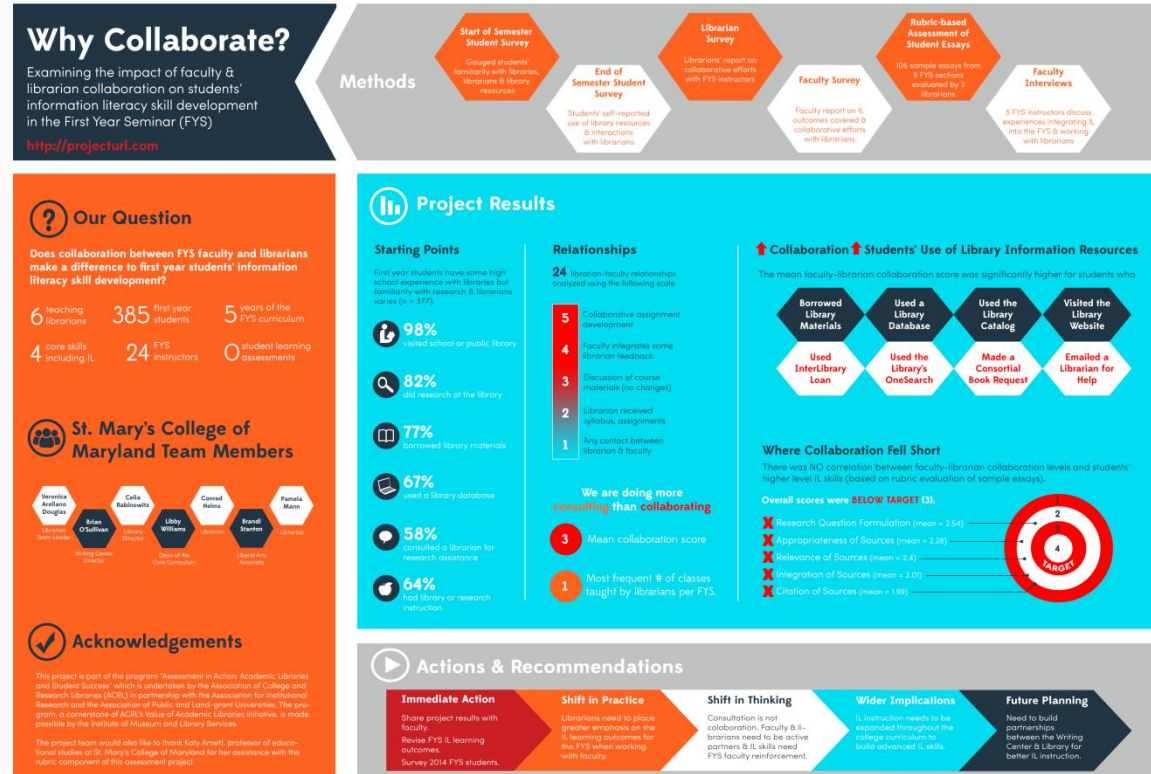 Why Collaborate?
Examining the impact of faculty &
librarian collaboration on students'
information literacy skill development
in the First Year Seminar (FYS)
http://projecturl.com
Methods
Start of Semester
Student Survey
Gauged students'
familiarity with libraries,
librarians & library
resources
End of
Semester Student
Survey
Students' self-reported
use of library resources
& interactions
with librarians
Librarian
Survey
Librarians' report on
collaborative efforts
with FYS instructors
Faculty Survey
Faculty report on IL
outcomes covered &
collaborative efforts
with librarians
Rubric-based
Assessment of
Student Essays
106 sample essays from
9 FYS sections
evaluated by 3
librarians
Faculty
Interviews
5 FYS instructors discuss
experiences integrating IL
into the FYS & working
with librarians
?
Our Question
Does collaboration between FYS faculty and librarians
make a difference to first year students' information
literacy skill development?
6 teaching
librarians
385 first year
students
5 years of the
FYS curriculum
4 core skills
including IL
24 FYS
instructors
0 student learning
assessments
St. Mary's College of
Maryland Team Members
Veronica
Arellano
Douglas
Librarian
Team Leader
Brian
O'Sullivan
Writing Center
Director
Celia
Rabinowitz
Library
Director
Libby
Williams
Dean of the
Core Curriculum
Conrad
Helms
Librarian
Brandi
Stanton
Liberal Arts
Associate
Pamela
Mann
Librarian
Acknowledgements
This project is part of the program "Assessment in Action: Academic Libraries
and Student Success" which is undertaken by the Association of College and
Research Libraries (ACRL) in partnership with the Association for Institutional
Research and the Association of Public and Land-grant Universities. The pro-
gram, a cornerstone of ACRL's Value of Academic Libraries initiative, is made
possible by the Institute of Museum and Library Services.
The project team would also like to thank Katy Arnett, professor of educa-
tional studies at St. Mary's College of Maryland for her assistance with the
rubric component of this assessment project.
Project Results
Starting Points
First year students have some high
school experience with libraries but
familiarity with research & librarians
varies (n = 377).
98%
visited school or public library
82%
did research at the library
77%
borrowed library materials
67%
used a library database
58%
consulted a librarian for
research assistance
64%
had library or research
instruction
Relationships
24 librarian-faculty relationships
analyzed using the following scale
5 Collaborative assignment
development
4 Faculty integrates some
librarian feedback
3 Discussion of course
materials (no changes)
2 Librarian received
syllabus, assignments
1 Any contact between
librarian & faculty
We are doing more
consulting than collaborating
3 Mean collaboration score
1 Most frequent # of classes
taught by librarians per FYS.
Collaboration Students' Use of Library Information Resources
The mean faculty-librarian collaboration score was significantly higher for students who
Borrowed
Library
Materials
Used a
Library
Database
Used the
Library
Catalog
Visited the
Library
Website
Used
InterLibrary
Loan
Used the
Library's
OneSearch
Made a
Consortial
Book Request
Emailed a
Librarian for
Help
Where Collaboration Fell Short
There was NO correlation between faculty-librarian collaboration levels and students'
higher level IL skills (based on rubric evaluation of sample essays).
Overall scores were BELOW TARGET (3).
X Research Question Formulation (mean = 2.54)
X Appropriateness of Sources (mean = 2.28)
X Relevance of Sources (mean = 2.4)
X Integration of Sources (mean = 2.01)
X Citation of Sources (mean = 1.99)
1
2
3
4
TARGET
Actions & Recommendations
Immediate Action
Share project results with
faculty.
Revise FYS IL learning
outcomes.
Survey 2014 FYS students.
Shift in Practice
Librarians need to place
greater emphasis on the
IL learning outcomes for
the FYS when working
with faculty.
Shift in Thinking
Consultation is not
colaboration. Faculty & li-
brarians need to be active
partners & IL skills need
FYS faculty reinforcement.
Wider Implications
IL Instruction needs to be
expanded throughout the
college curriculum to
build advanced IL skills.
Future Planning
Need to build
partnerships
between the Writing
Center & Library for
better IL instruction.